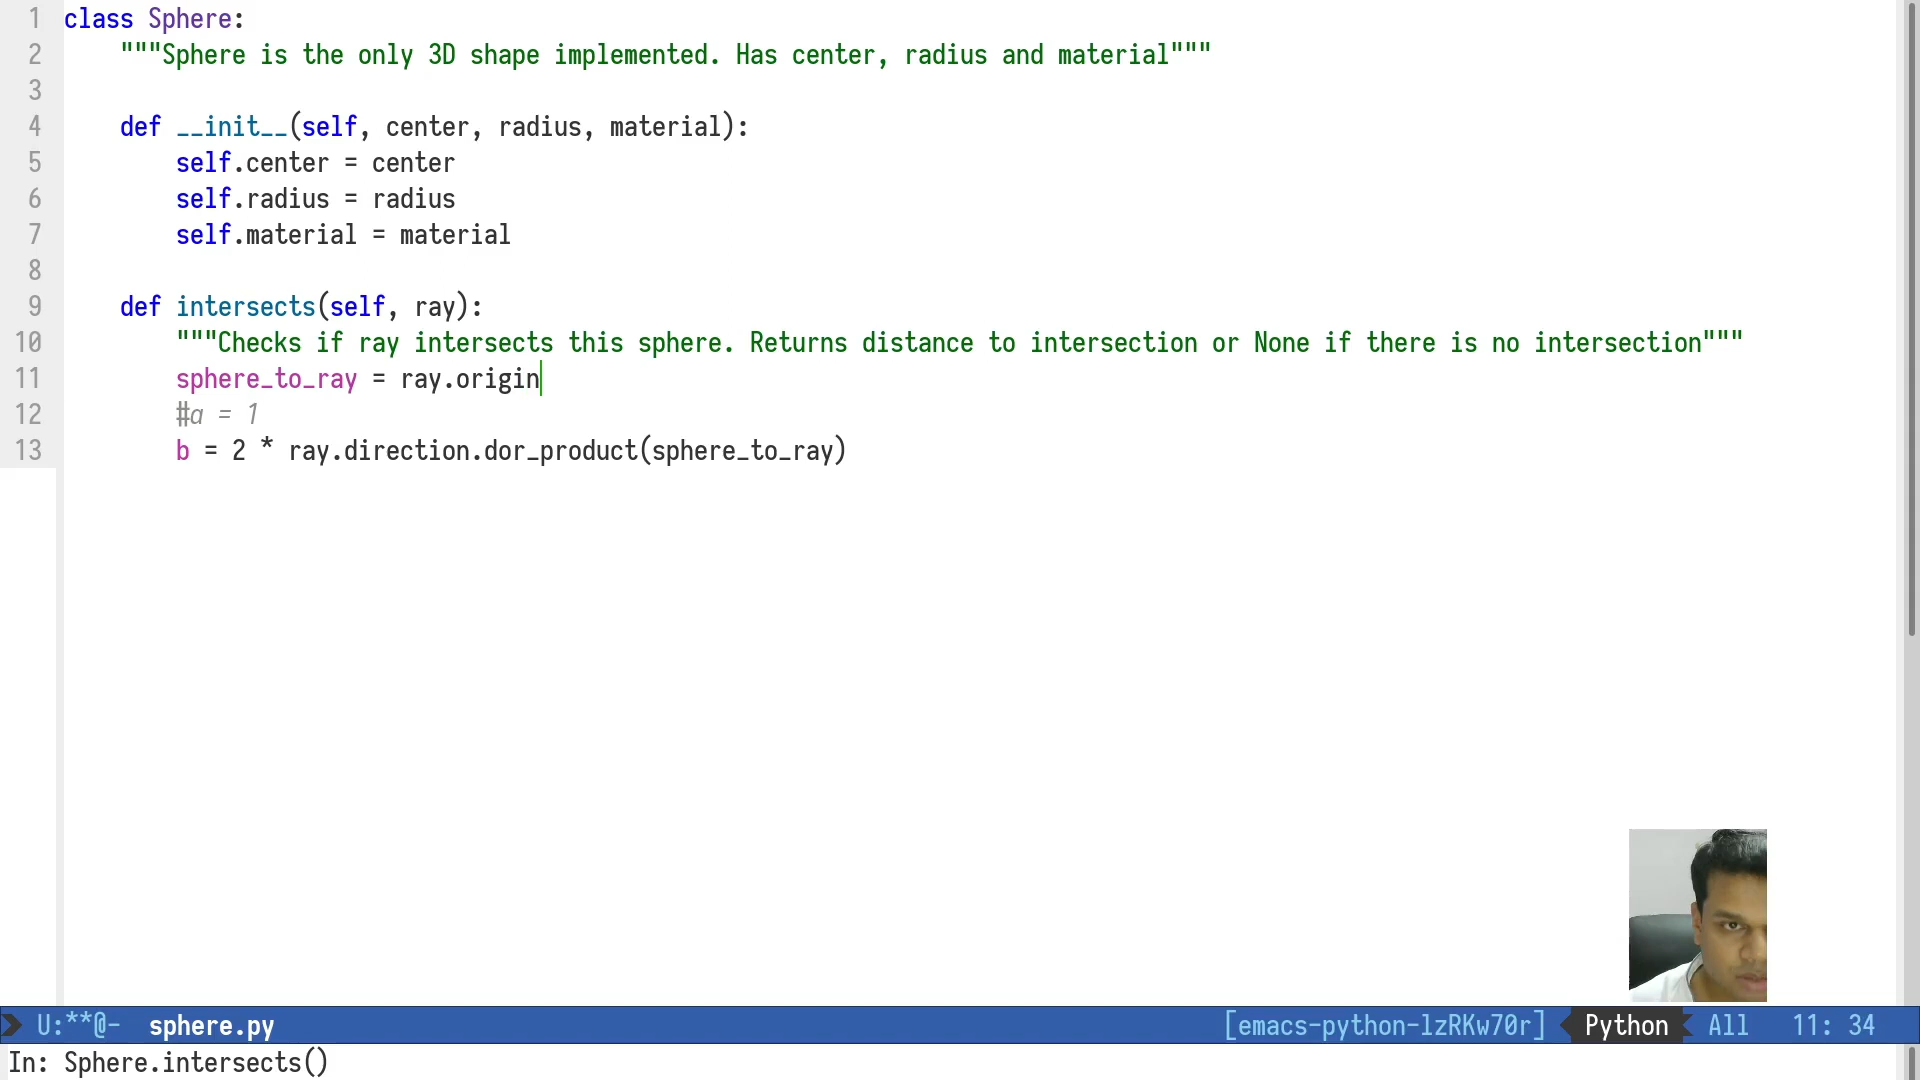 1 class Sphere:
2 """Sphere is the only 3D shape implemented. Has center, radius and material"""
3
4 def __init__(self, center, radius, material):
5 self.center = center
6 self.radius = radius
7 self.material = material
8
9 def intersects(self, ray):
10 """Checks if ray intersects this sphere. Returns distance to intersection or None if there is no intersection"""
11 sphere_to_ray = ray.origin
12 #a = 1
13 b = 2 * ray.direction.dor_product(sphere_to_ray)
U:**@- sphere.py [emacs-python-lzRKw70r] Python All 11: 34
In: Sphere.intersects()